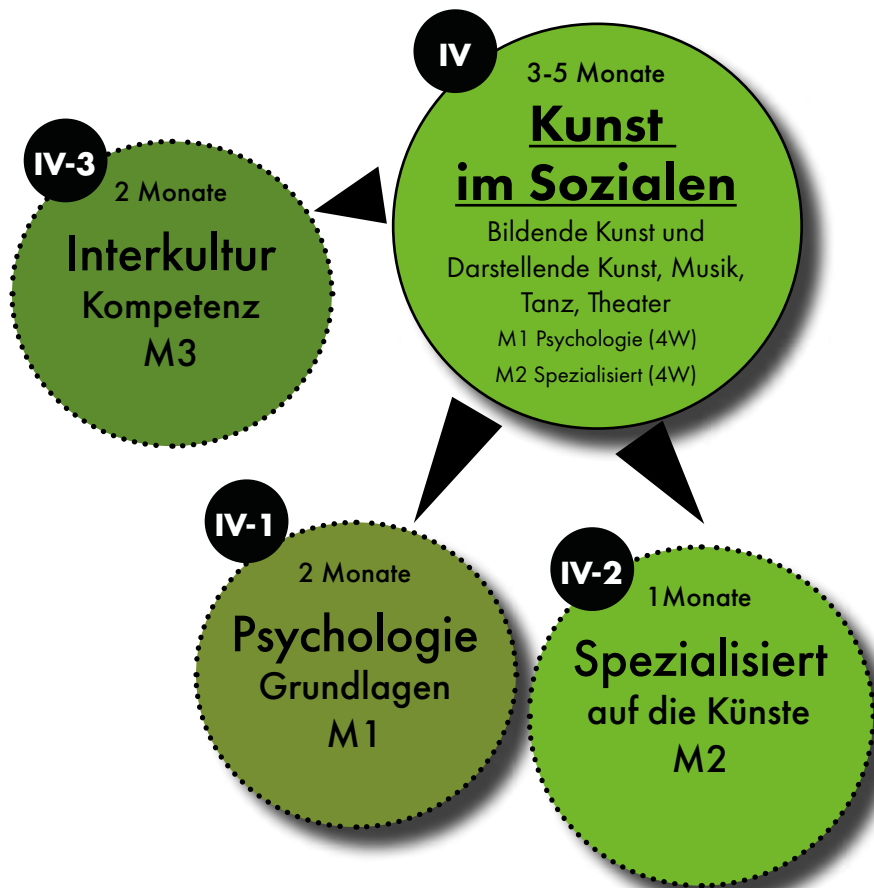 IV
3-5 Monate
Kunst
im Sozialen
Bildende Kunst und
Darstellende Kunst, Musik,
Tanz, Theater
M1 Psychologie (4W)
M2 Spezialisiert (4W)
IV-3
2 Monate
Interkultur
Kompetenz
M3
IV-1
2 Monate
Psychologie
Grundlagen
M1
IV-2
1Monate
Spezialisiert
auf die Künste
M2